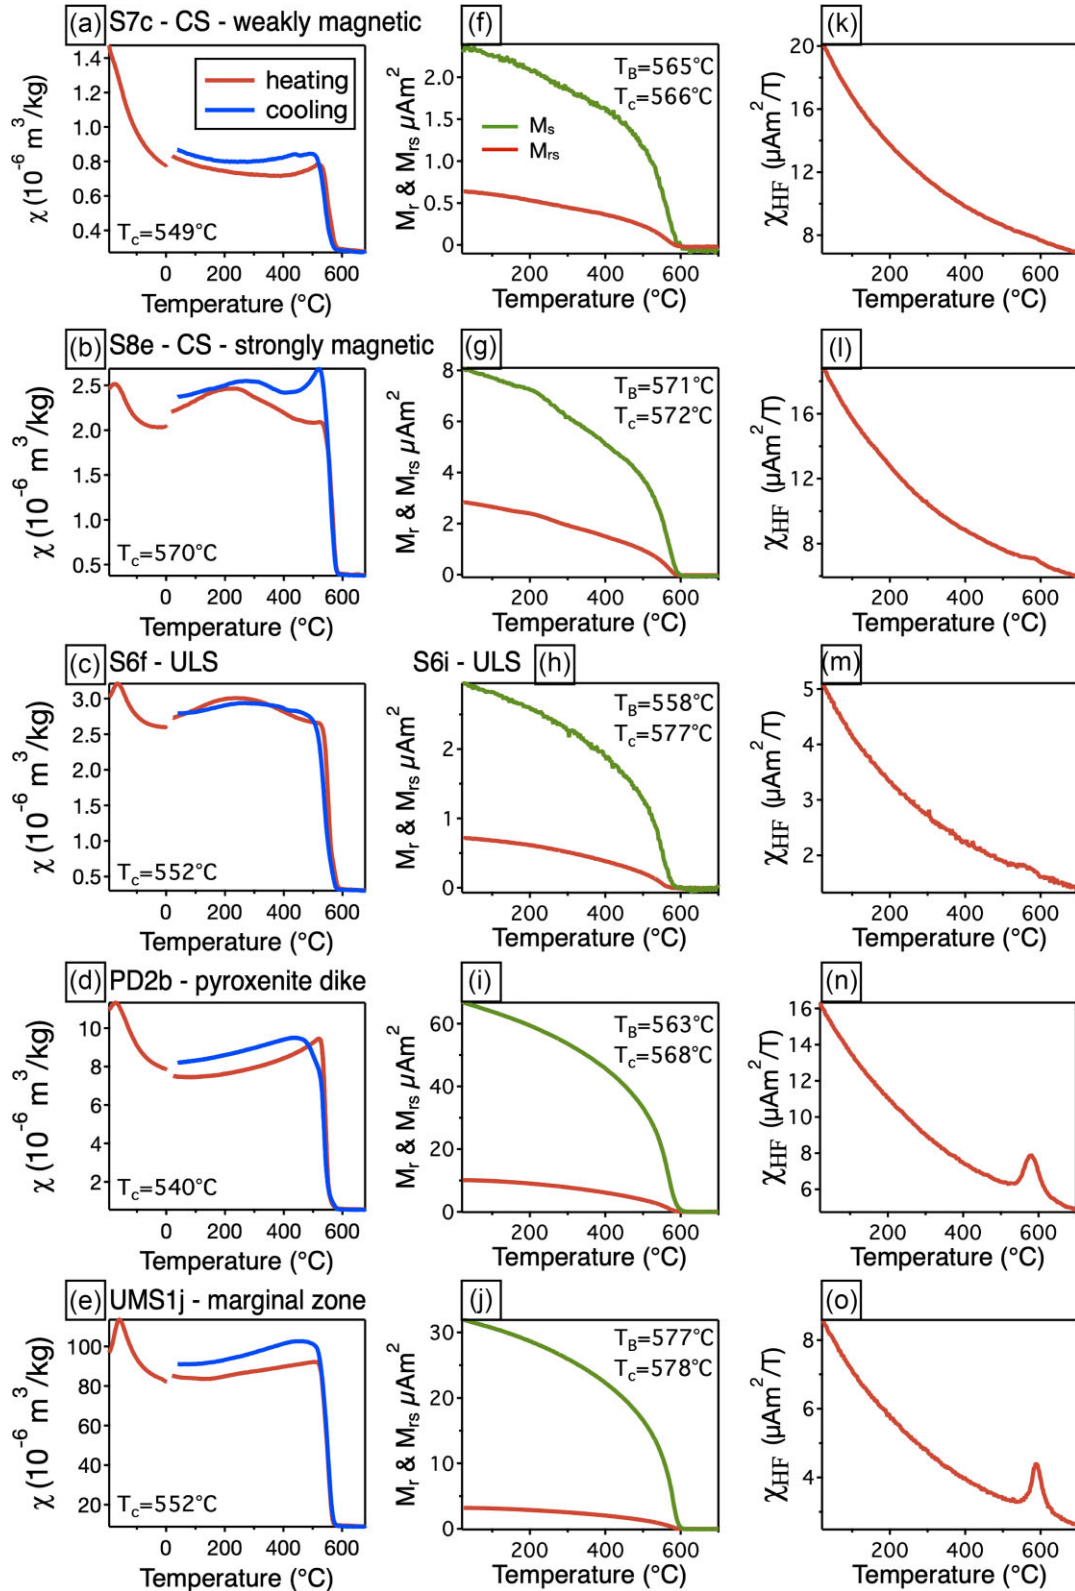 (a) S7c - CS - weakly magnetic
1.4
1.2
1.0
0.8
0.6
0.4
χ (10⁻⁶ m³/kg)
heating
cooling
Tc=549°C
0 200 400 600
Temperature (°C)
(f)
2.0
1.5
1.0
0.5
0
Mr & Mrs μAm²
TB=565°C
Tc=566°C
Ms
Mrs
200 400 600
Temperature (°C)
(k)
20
16
12
8
χHF (μAm²/T)
200 400 600
Temperature (°C)
(b) S8e - CS - strongly magnetic
2.5
2.0
1.5
1.0
0.5
χ (10⁻⁶ m³/kg)
Tc=570°C
0 200 400 600
Temperature (°C)
(g)
8
6
4
2
0
Mr & Mrs μAm²
TB=571°C
Tc=572°C
200 400 600
Temperature (°C)
(l)
16
12
8
χHF (μAm²/T)
200 400 600
Temperature (°C)
(c) S6f - ULS
3.0
2.5
2.0
1.5
1.0
0.5
χ (10⁻⁶ m³/kg)
Tc=552°C
0 200 400 600
Temperature (°C)
S6i - ULS (h)
2
1
0
Mr & Mrs μAm²
TB=558°C
Tc=577°C
200 400 600
Temperature (°C)
(m)
5
4
3
2
χHF (μAm²/T)
200 400 600
Temperature (°C)
(d) PD2b - pyroxenite dike
10
8
6
4
2
χ (10⁻⁶ m³/kg)
Tc=540°C
0 200 400 600
Temperature (°C)
(i)
60
40
20
0
Mr & Mrs μAm²
TB=563°C
Tc=568°C
200 400 600
Temperature (°C)
(n)
16
14
12
10
8
6
χHF (μAm²/T)
200 400 600
Temperature (°C)
(e) UMS1j - marginal zone
100
80
60
40
20
χ (10⁻⁶ m³/kg)
Tc=552°C
0 200 400 600
Temperature (°C)
(j)
30
20
10
0
Mr & Mrs μAm²
TB=577°C
Tc=578°C
200 400 600
Temperature (°C)
(o)
8
6
4
χHF (μAm²/T)
200 400 600
Temperature (°C)